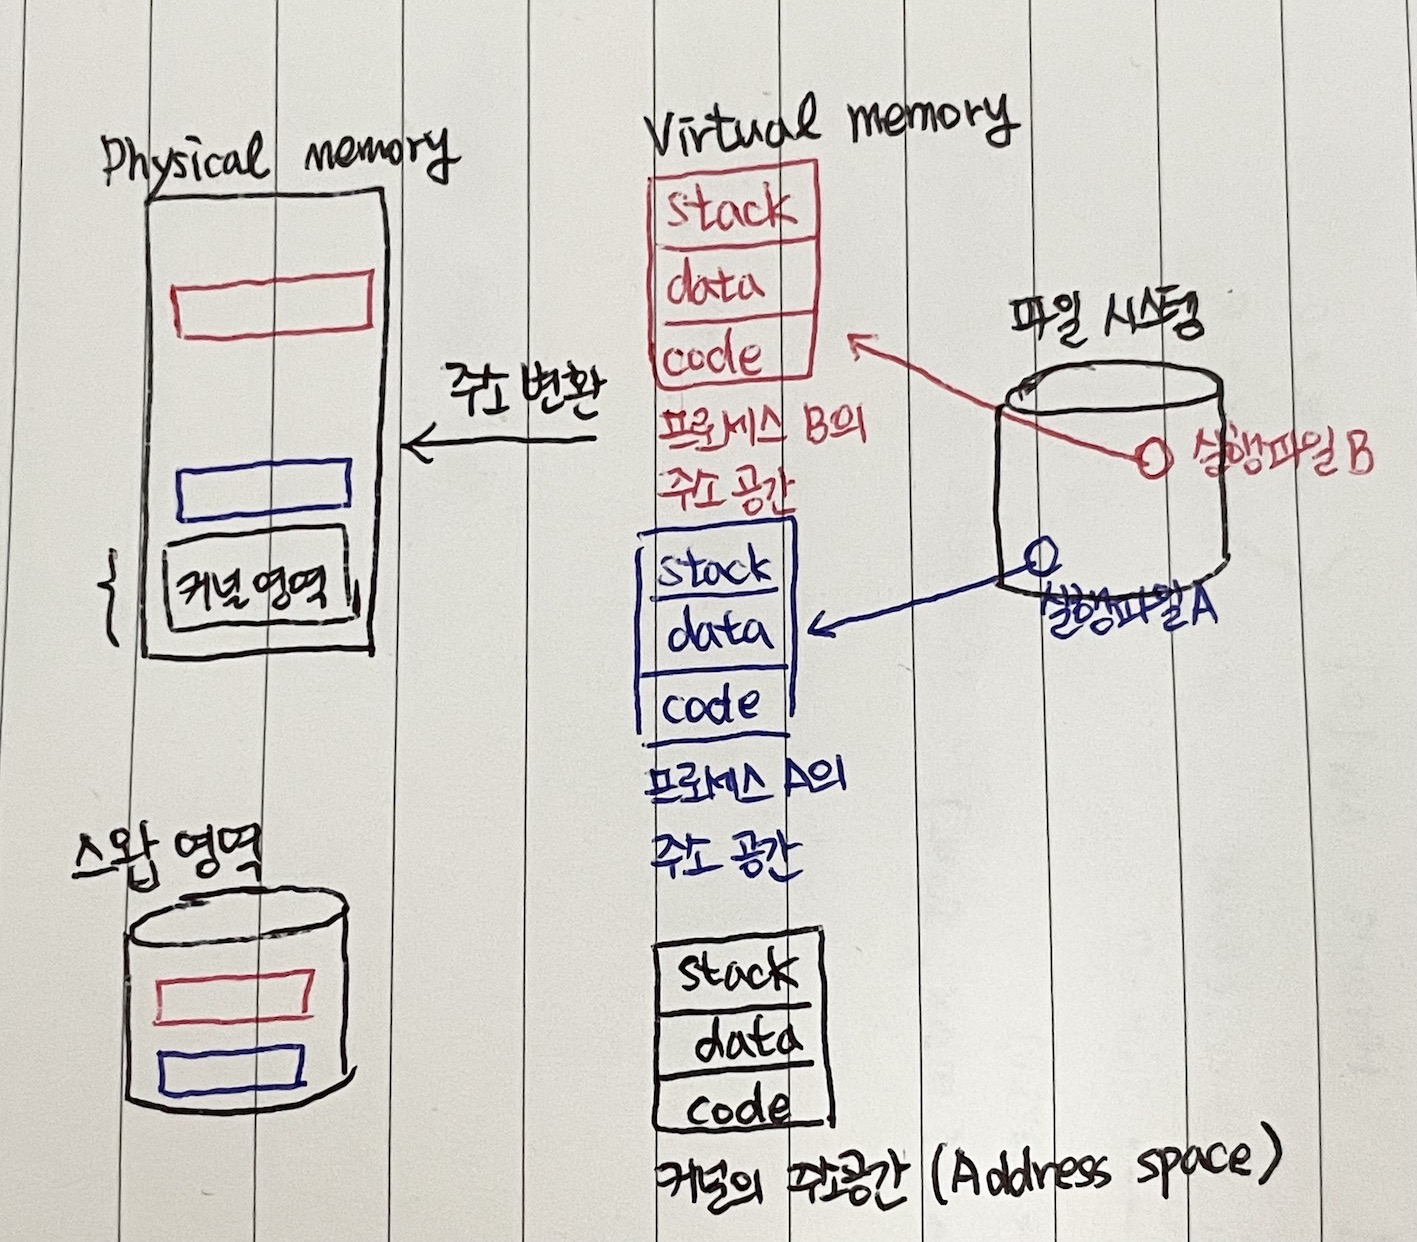 Physical memory
Virtual memory
stack
data
code
프로세스 B의
주소 공간
주소 변환
파일 시스템
실행파일 B
실행파일 A
커널 영역
stack
data
code
프로세스 A의
주소 공간
스왑 영역
stack
data
code
커널의 주소공간 (Address space)